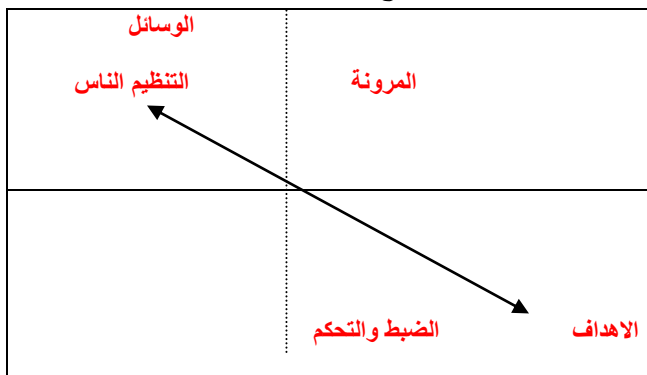 الوسائل
المرونة
التنظيم الناس
الضبط والتحكم
الاهداف